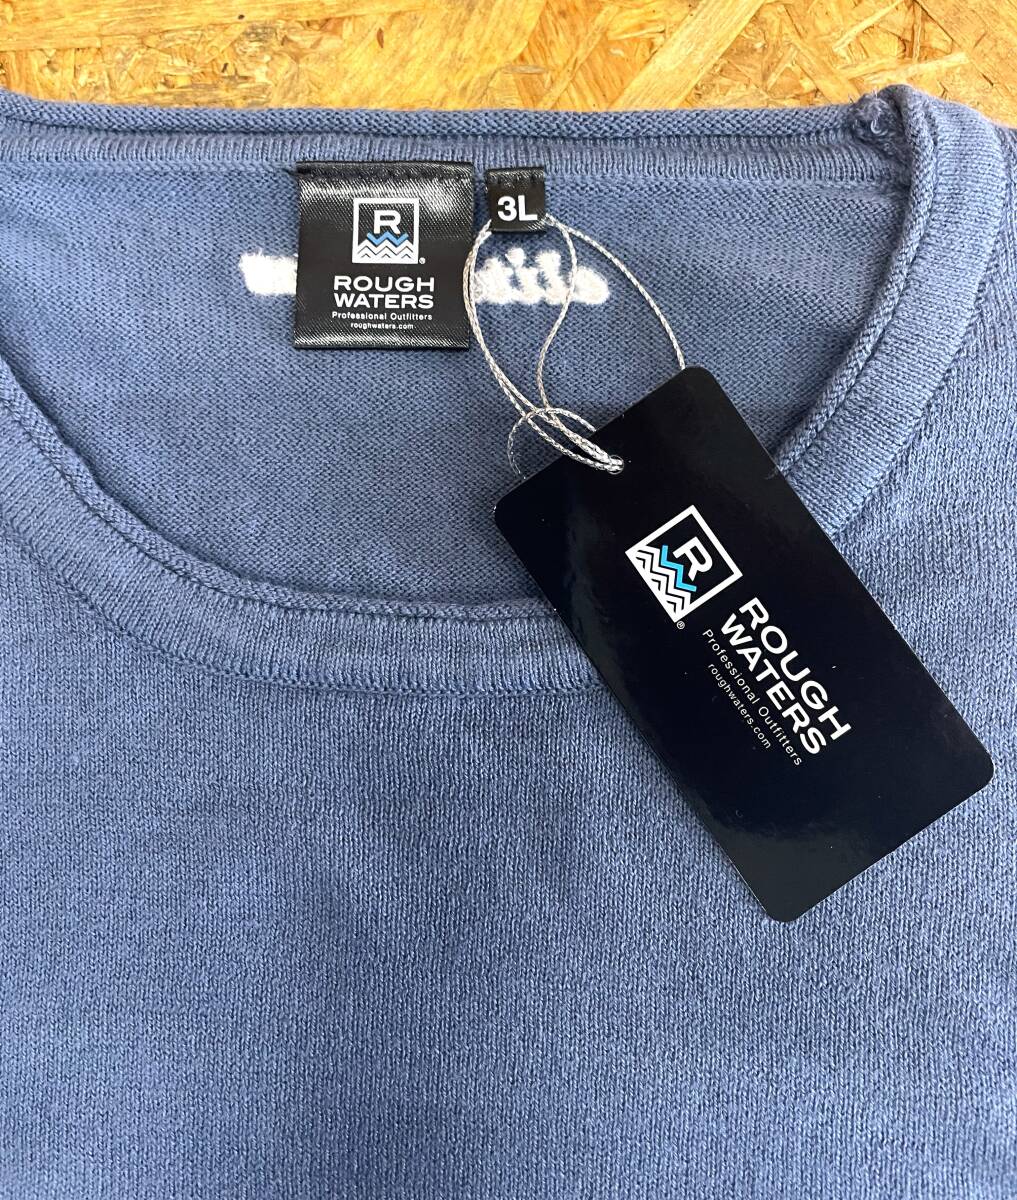 R
®
ROUGH
WATERS
Professional Outfitters
roughwaters.com
3L
R
®
ROUGH
WATERS
Professional Outfitters
roughwaters.com